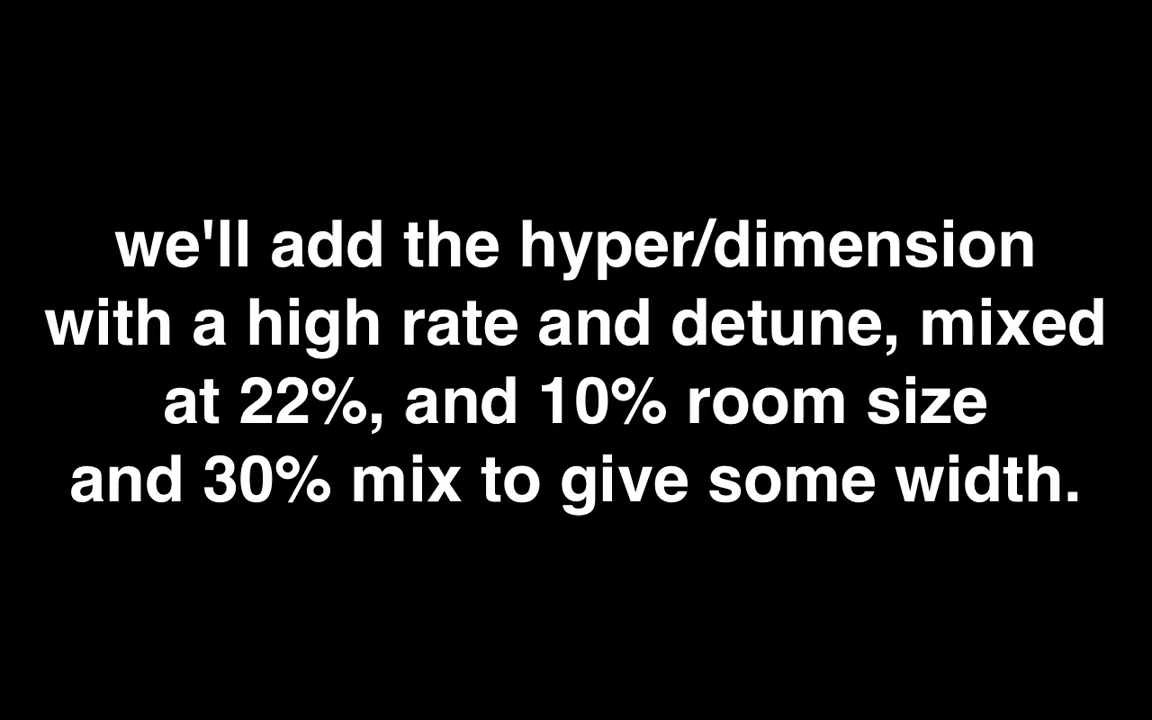 we'll add the hyper/dimension
with a high rate and detune, mixed
at 22%, and 10% room size
and 30% mix to give some width.